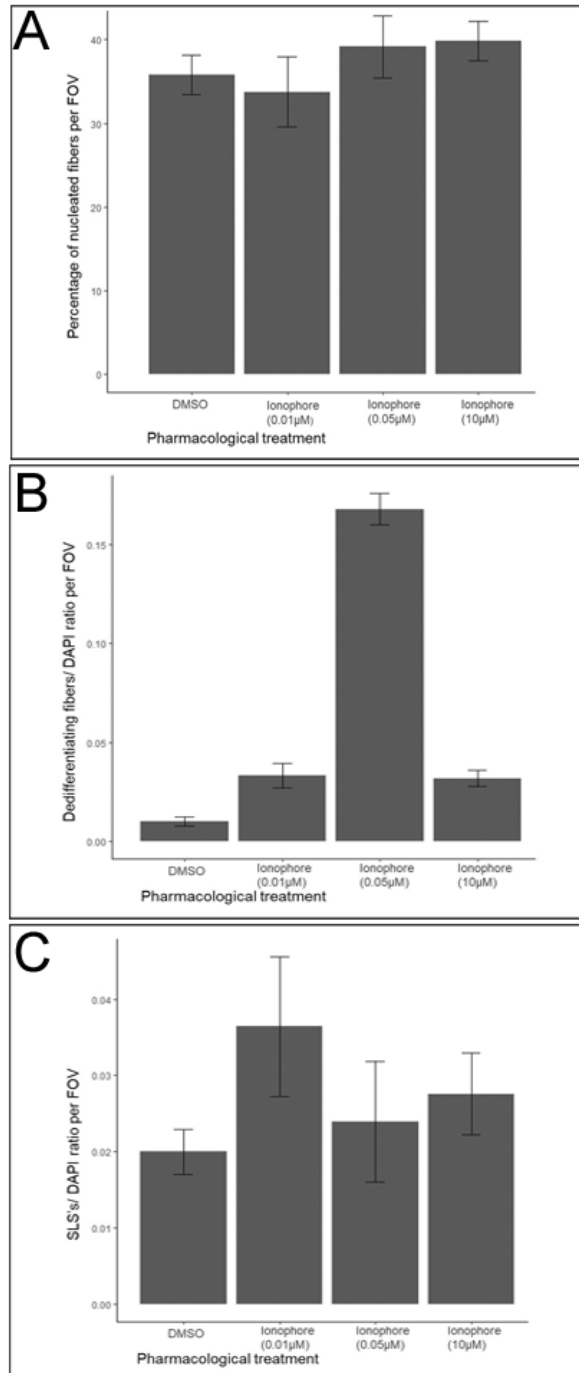 A
Percentage of nucleated fibers per FOV
40
30
20
10
0
DMSO
Ionophore
(0.01µM)
Ionophore
(0.05µM)
Ionophore
(10µM)
Pharmacological treatment
B
Dedifferentiating fibers/ DAPI ratio per FOV
0.15
0.10
0.05
0.00
DMSO
Ionophore
(0.01µM)
Ionophore
(0.05µM)
Ionophore
(10µM)
Pharmacological treatment
C
SLS's/ DAPI ratio per FOV
0.04
0.03
0.02
0.01
0.00
DMSO
Ionophore
(0.01µM)
Ionophore
(0.05µM)
Ionophore
(10µM)
Pharmacological treatment